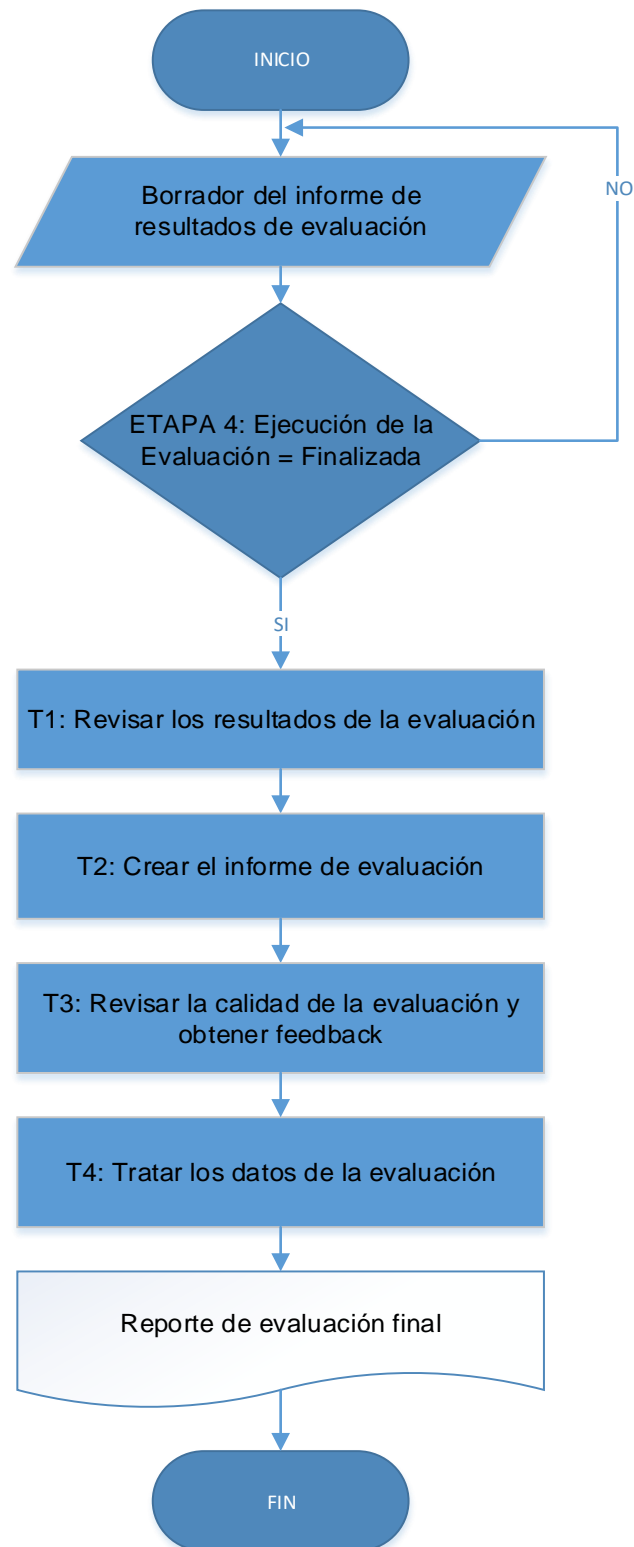 INICIO
Borrador del informe de
resultados de evaluación
NO
ETAPA 4: Ejecución de la
Evaluación = Finalizada
SI
T1: Revisar los resultados de la evaluación
T2: Crear el informe de evaluación
T3: Revisar la calidad de la evaluación y
obtener feedback
T4: Tratar los datos de la evaluación
Reporte de evaluación final
FIN